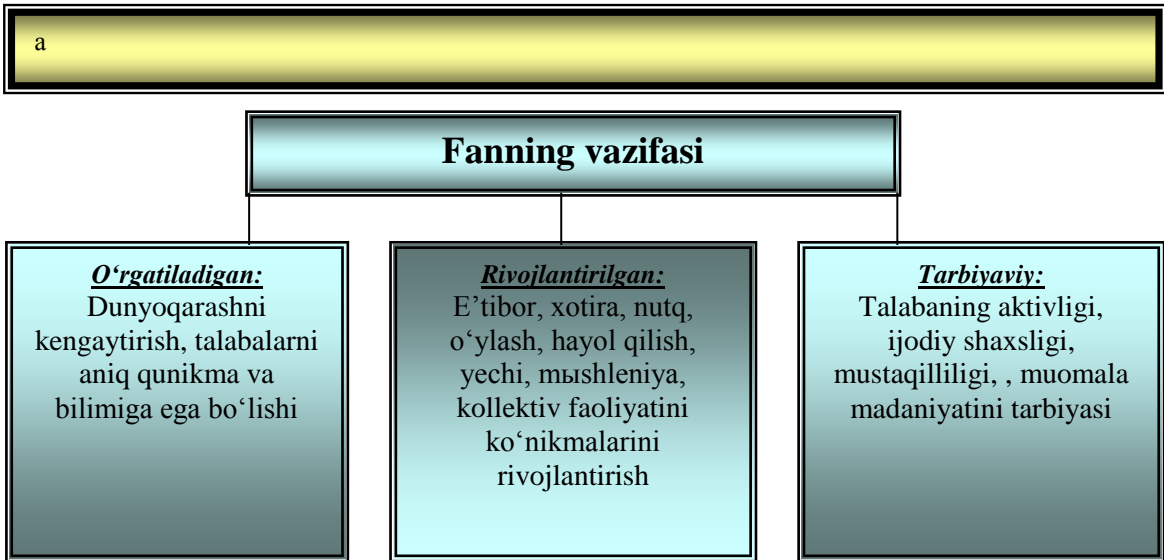 a
Fanning vazifasi
O‘rgatiladigan:
Dunyoqarashni
kengaytirish, talabalarni
aniq qunikma va
bilimiga ega bo‘lishi
Rivojlantirilgan:
E’tibor, xotira, nutq,
o‘ylash, hayol qilish,
yechi, mыshleniya,
kollektiv faoliyatini
ko‘nikmalarini
rivojlantirish
Tarbiyaviy:
Talabaning aktivligi,
ijodiy shaxsligi,
mustaqilliligi, , muomala
madaniyatini tarbiyasi